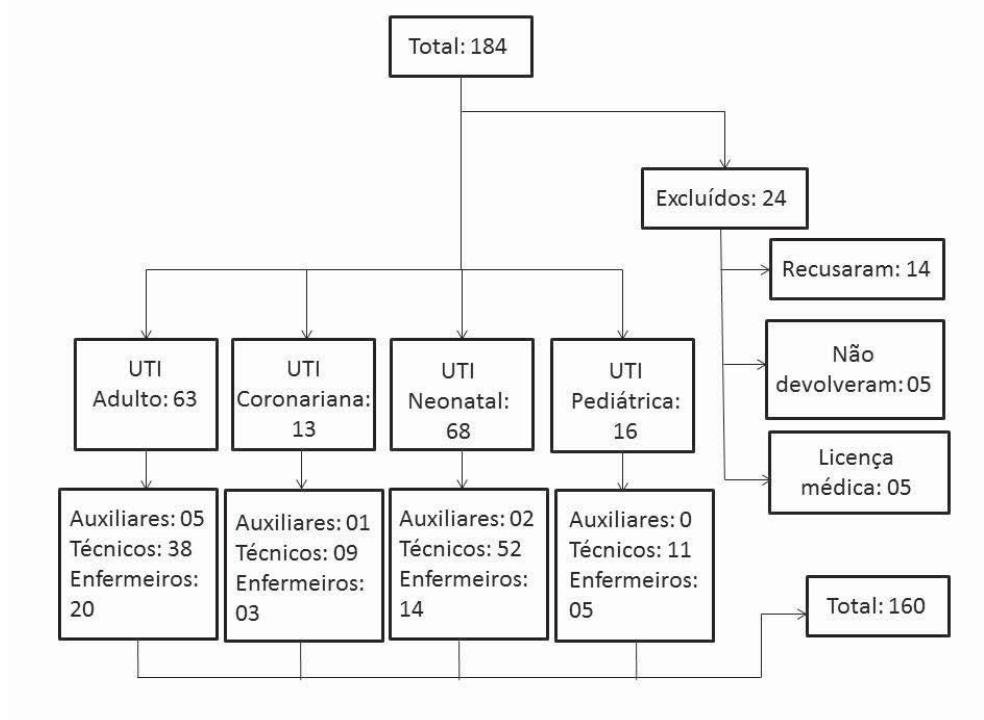 Total: 184
Excluídos: 24
Recusaram: 14
Não
devolveram: 05
Licença
médica: 05
UTI
Adulto: 63
UTI
Coronariana:
13
UTI
Neonatal:
68
UTI
Pediátrica:
16
Auxiliares: 05
Técnicos: 38
Enfermeiros:
20
Auxiliares: 01
Técnicos: 09
Enfermeiros:
03
Auxiliares: 02
Técnicos: 52
Enfermeiros:
14
Auxiliares: 0
Técnicos: 11
Enfermeiros:
05
Total: 160